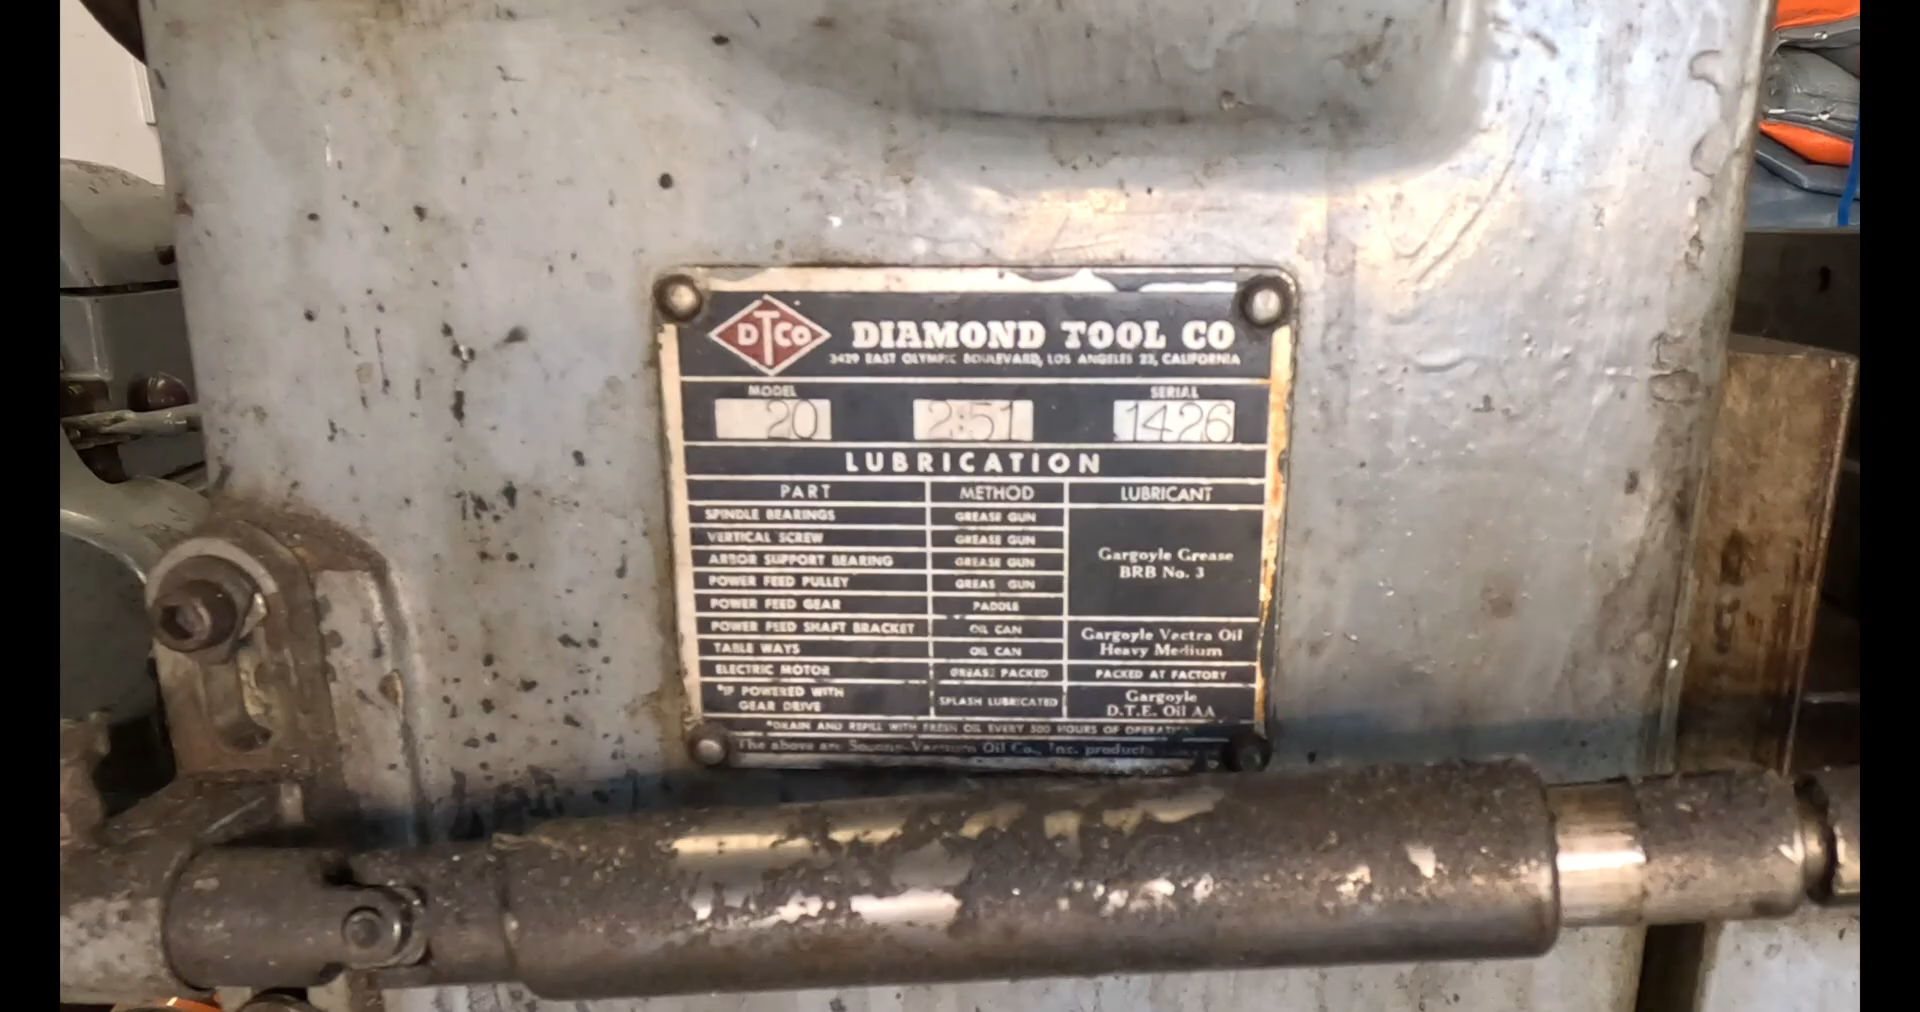 DTCO
DIAMOND TOOL CO
3429 EAST OLYMPIC BOULEVARD, LOS ANGELES 23, CALIFORNIA
MODEL SERIAL
20 2:51 1426
LUBRICATION
PART METHOD LUBRICANT
SPINDLE BEARINGS GREASE GUN
VERTICAL SCREW GREASE GUN
ARBOR SUPPORT BEARING GREASE GUN
Gargoyle Grease
BRB No. 3
POWER FEED PULLEY GREAS GUN
POWER FEED GEAR PADDLE
POWER FEED SHAFT BRACKET OIL CAN
TABLE WAYS OIL CAN
Gargoyle Vectra Oil
Heavy Medium
ELECTRIC MOTOR GREASE PACKED PACKED AT FACTORY
*IF POWERED WITH
GEAR DRIVE SPLASH LUBRICATED
Gargoyle
D.T.E. Oil AA
*DRAIN AND REFILL WITH FRESH OIL EVERY 500 HOURS OF OPERATION
The above are Socony-Vacuum Oil Co., Inc. products